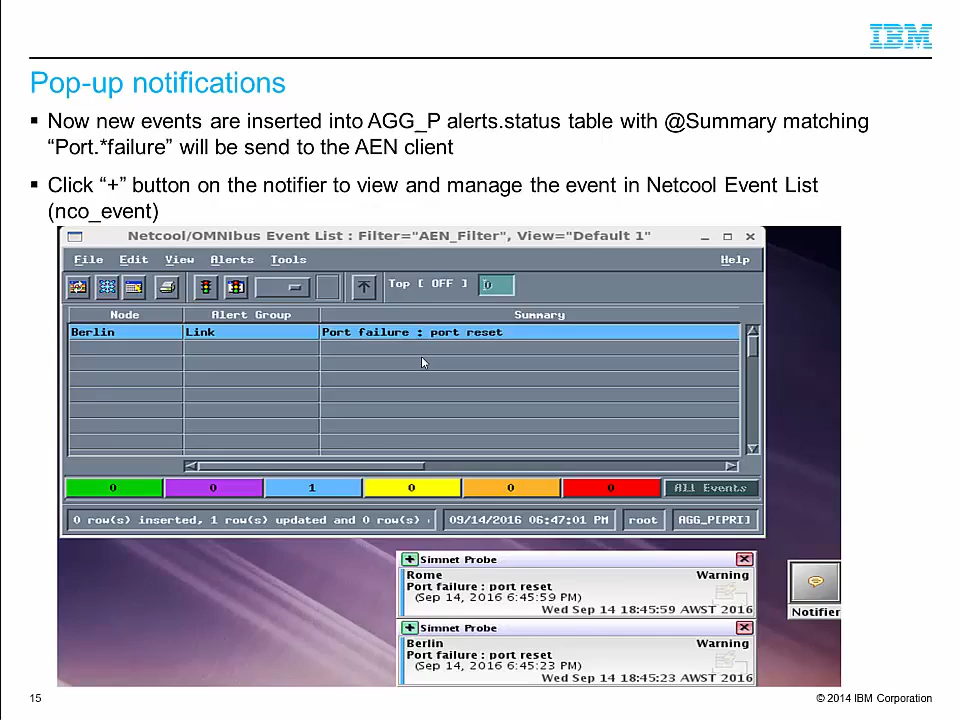 IBM
Pop-up notifications
▪ Now new events are inserted into AGG_P alerts.status table with @Summary matching
“Port.*failure” will be send to the AEN client
▪ Click “+” button on the notifier to view and manage the event in Netcool Event List
(nco_event)
Netcool/OMNIbus Event List : Filter="AEN_Filter", View="Default 1"
File Edit View Alerts Tools Help
Top [ OFF ] 0
Node Alert Group Summary
Berlin Link Port failure : port reset
0 0 1 0 0 0 All Events
0 row(s) inserted, 1 row(s) updated and 0 row(s) 09/14/2016 06:47:01 PM root AGG_P[PRI]
+ Simnet Probe
Rome Warning
Port failure : port reset
(Sep 14, 2016 6:45:59 PM)
Wed Sep 14 18:45:59 AWST 2016
Notifier
+ Simnet Probe
Berlin Warning
Port failure : port reset
(Sep 14, 2016 6:45:23 PM)
Wed Sep 14 18:45:23 AWST 2016
15
© 2014 IBM Corporation